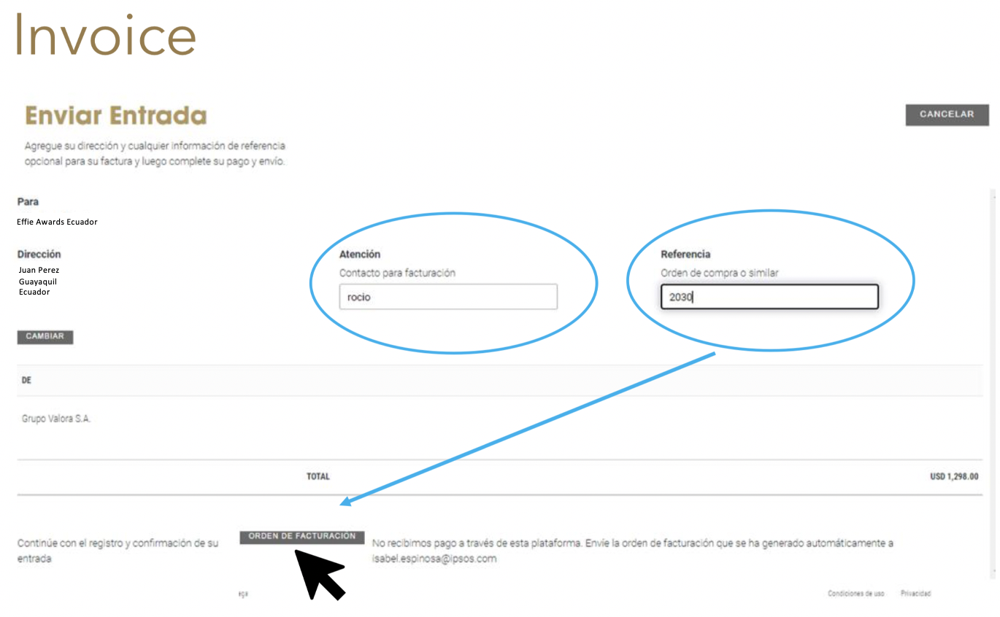 Invoice
Enviar Entrada
CANCELAR
Agregue su dirección y cualquier información de referencia
opcional para su factura y luego complete su pago y envío.
Para
Effie Awards Ecuador
Dirección
Juan Perez
Guayaquil
Ecuador
Atención
Contacto para facturación
rocio
Referencia
Orden de compra o similar
2030
CAMBIAR
DE
Grupo Valora S.A.
TOTAL
USD 1,298.00
Continúe con el registro y confirmación de su
entrada
ORDEN DE FACTURACIÓN
No recibimos pago a través de esta plataforma. Envíe la orden de facturación que se ha generado automáticamente a
isabel.espinosa@ipsos.com
Condiciones de uso
Privacidad